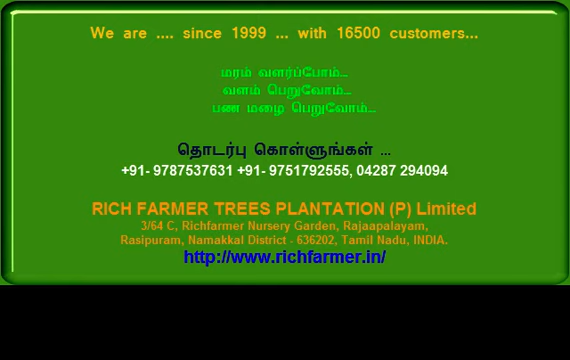 We are .... since 1999 ... with 16500 customers...
மரம் வளர்ப்போம்...
வளம் பெறுவோம்...
பண மழை பெறுவோம்...
தொடர்பு கொள்ளுங்கள் ...
+91- 9787537631 +91- 9751792555, 04287 294094
RICH FARMER TREES PLANTATION (P) Limited
3/64 C, Richfarmer Nursery Garden, Rajaapalayam,
Rasipuram, Namakkal District - 636202, Tamil Nadu, INDIA.
http://www.richfarmer.in/